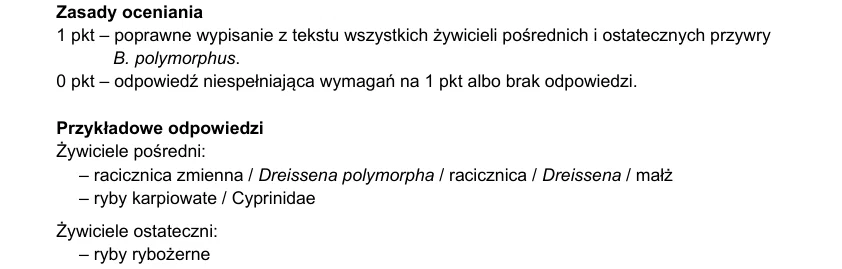 Zasady oceniania
1 pkt – poprawne wypisanie z tekstu wszystkich żywicieli pośrednich i ostatecznych przywry
B. polymorphus.
0 pkt – odpowiedź niespełniająca wymagań na 1 pkt albo brak odpowiedzi.
Przykładowe odpowiedzi
Żywiciele pośredni:
– racicznica zmienna / Dreissena polymorpha / racicznica / Dreissena / małż
– ryby karpiowate / Cyprinidae
Żywiciele ostateczni:
– ryby rybożerne